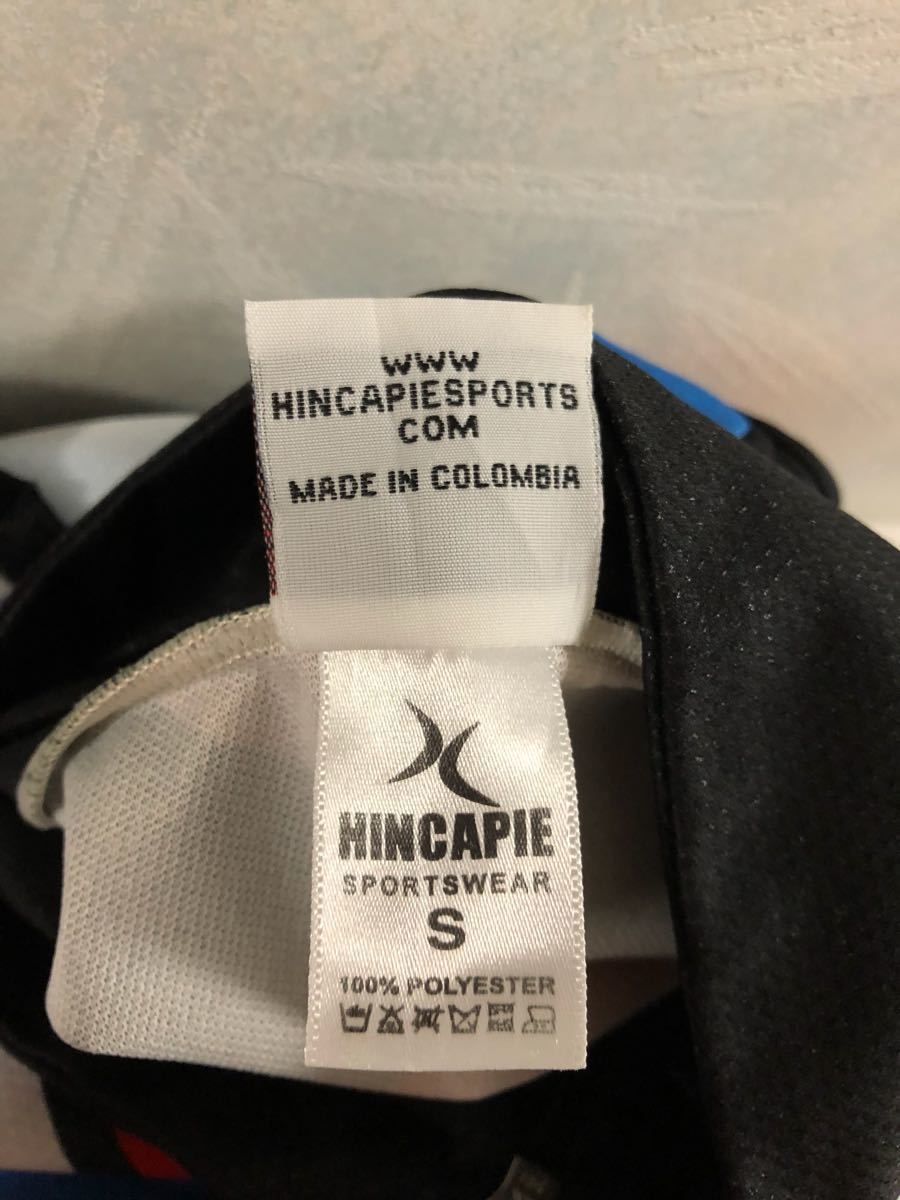 WWW
HINCAPIESPORTS
COM
MADE IN COLOMBIA
HINCAPIE
SPORTSWEAR
S
100% POLYESTER